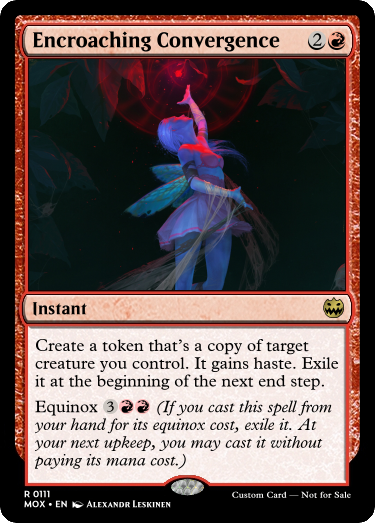 Encroaching Convergence 2
Instant
Create a token that's a copy of target
creature you control. It gains haste. Exile
it at the beginning of the next end step.
Equinox 3 (If you cast this spell from
your hand for its equinox cost, exile it. At
your next upkeep, you may cast it without
paying its mana cost.)
R 0111
MOX • EN Alexandr Leskinen
Custom Card — Not for Sale